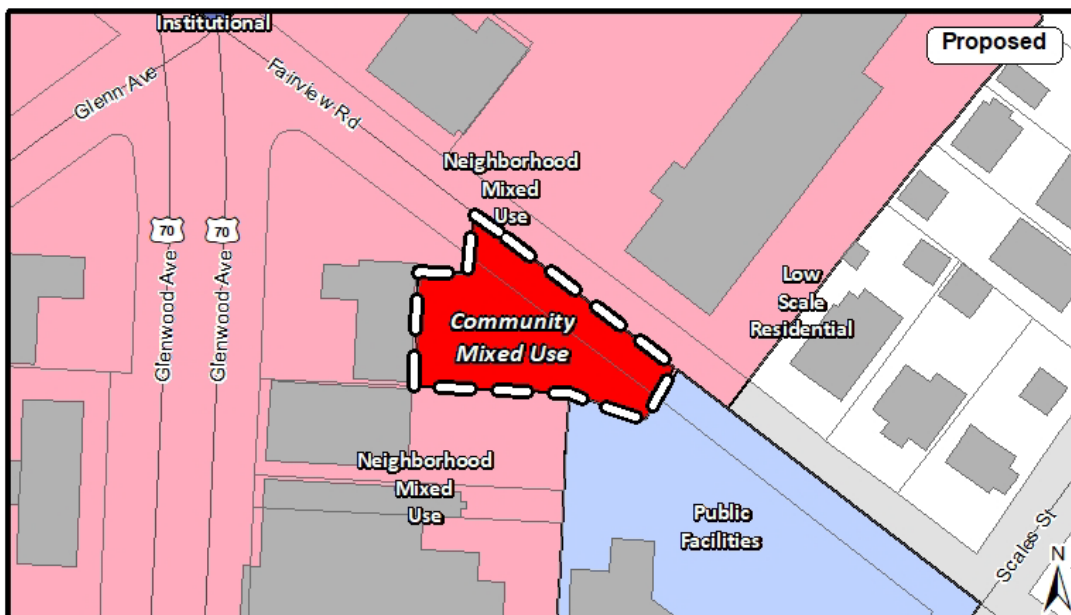 Institutional
Proposed
Glenn Ave
Fairview Rd
Neighborhood
Mixed
Use
70
70
Glenwood Ave
Glenwood Ave
Low
Scale
Residential
Community
Mixed Use
Neighborhood
Mixed
Use
Public
Facilities
Scales St
N